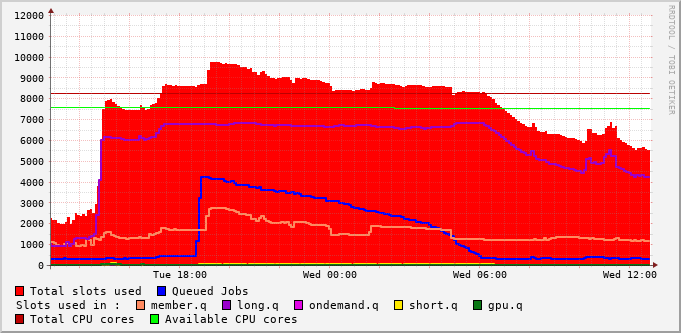 12000
11000
10000
9000
8000
7000
6000
5000
4000
3000
2000
1000
0
Tue 18:00 Wed 00:00 Wed 06:00 Wed 12:00
RRDTOOL / TOBI OETIKER
Total slots used Queued Jobs
Slots used in : member.q long.q ondemand.q short.q gpu.q
Total CPU cores Available CPU cores